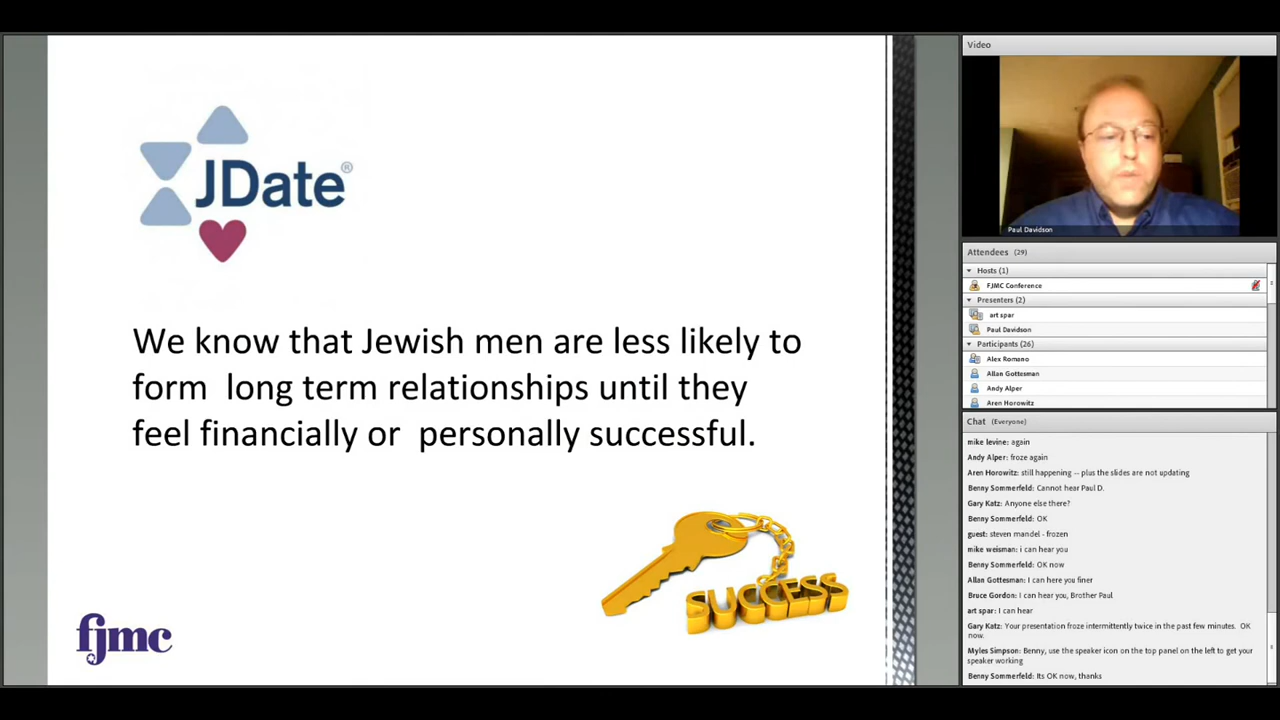 JDate®
We know that Jewish men are less likely to
form long term relationships until they
feel financially or personally successful.
SUCCESS
fjmc
Video
Paul Davidson
Attendees (29)
Hosts (1)
FJMC Conference
Presenters (2)
art spar
Paul Davidson
Participants (26)
Alex Romano
Allan Gottesman
Andy Alper
Aren Horowitz
Chat (Everyone)
mike levine: again
Andy Alper: froze again
Aren Horowitz: still happening -- plus the slides are not updating
Benny Sommerfeld: Cannot hear Paul D.
Gary Katz: Anyone else there?
Benny Sommerfeld: OK
guest: steven mandel - frozen
mike weisman: i can hear you
Benny Sommerfeld: OK now
Allan Gottesman: I can here you finer
Bruce Gordon: I can hear you, Brother Paul
art spar: I can hear
Gary Katz: Your presentation froze intermittently twice in the past few minutes. OK
now.
Myles Simpson: Benny, use the speaker icon on the top panel on the left to get your
speaker working
Benny Sommerfeld: Its OK now, thanks